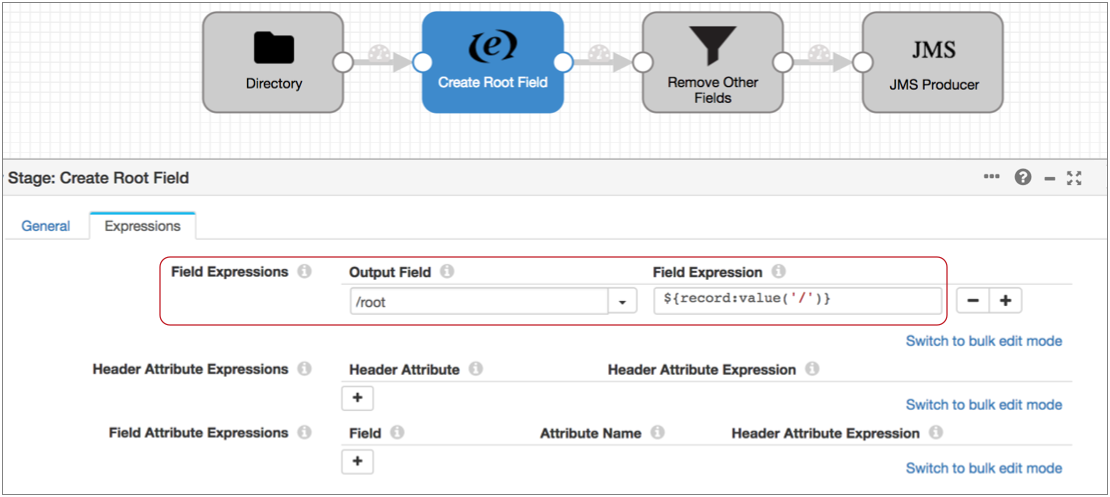 Directory
Create Root Field
Remove Other
Fields
JMS
JMS Producer
Stage: Create Root Field
General
Expressions
Field Expressions
Output Field
Field Expression
/root
${record:value('/')}
Switch to bulk edit mode
Header Attribute Expressions
Header Attribute
Header Attribute Expression
Switch to bulk edit mode
Field Attribute Expressions
Field
Attribute Name
Header Attribute Expression
Switch to bulk edit mode